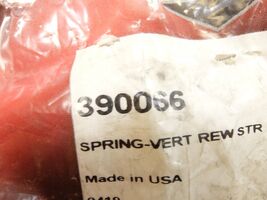 390066
SPRING-VERT REW STR
Made in USA